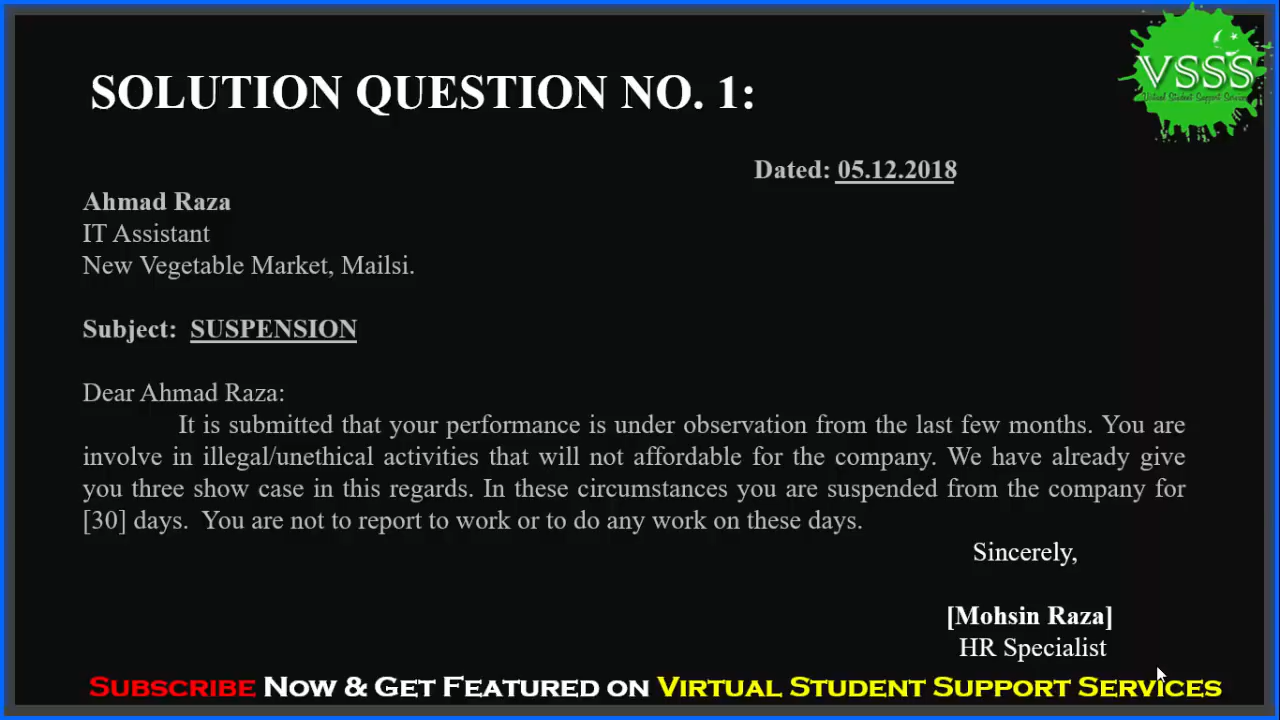 VSSS
Virtual Student Support Services
SOLUTION QUESTION NO. 1:
Dated: 05.12.2018
Ahmad Raza
IT Assistant
New Vegetable Market, Mailsi.
Subject: SUSPENSION
Dear Ahmad Raza:
It is submitted that your performance is under observation from the last few months. You are
involve in illegal/unethical activities that will not affordable for the company. We have already give
you three show case in this regards. In these circumstances you are suspended from the company for
[30] days. You are not to report to work or to do any work on these days.
Sincerely,
[Mohsin Raza]
HR Specialist
SUBSCRIBE NOW & GET FEATURED ON VIRTUAL STUDENT SUPPORT SERVICES